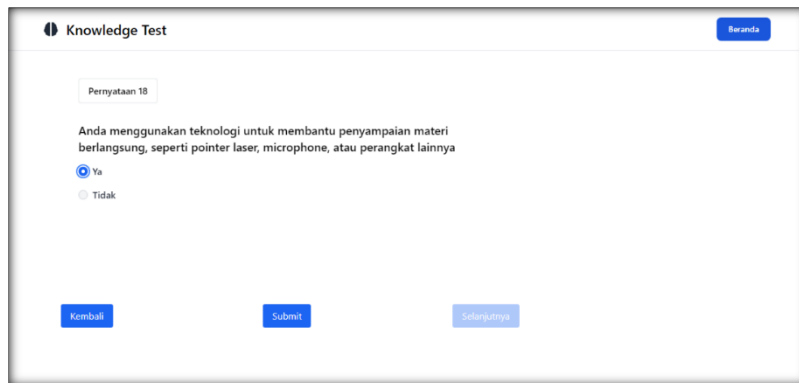 Knowledge Test
Beranda
Pernyataan 18
Anda menggunakan teknologi untuk membantu penyampaian materi
berlangsung, seperti pointer laser, microphone, atau perangkat lainnya
Ya
Tidak
Kembali
Submit
Selanjutnya